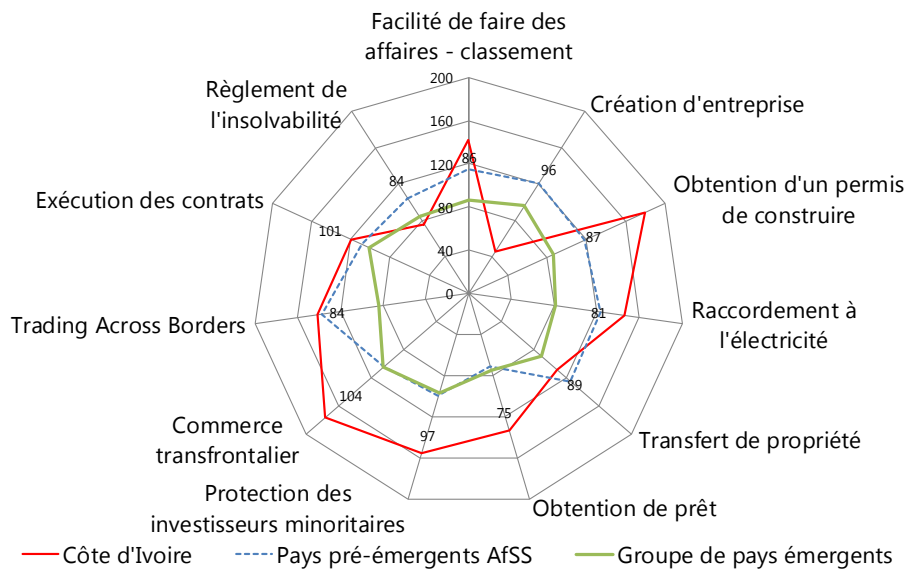 Facilité de faire des
affaires - classement
200
160
120
80
40
0
Création d'entreprise
Obtention d'un permis
de construire
Raccordement à
l'électricité
Transfert de propriété
Obtention de prêt
Protection des
investisseurs minoritaires
Commerce
transfrontalier
Trading Across Borders
Exécution des contrats
Règlement de
l'insolvabilité
86
96
87
81
89
75
97
104
84
101
84
Côte d'Ivoire
Pays pré-émergents AfSS
Groupe de pays émergents